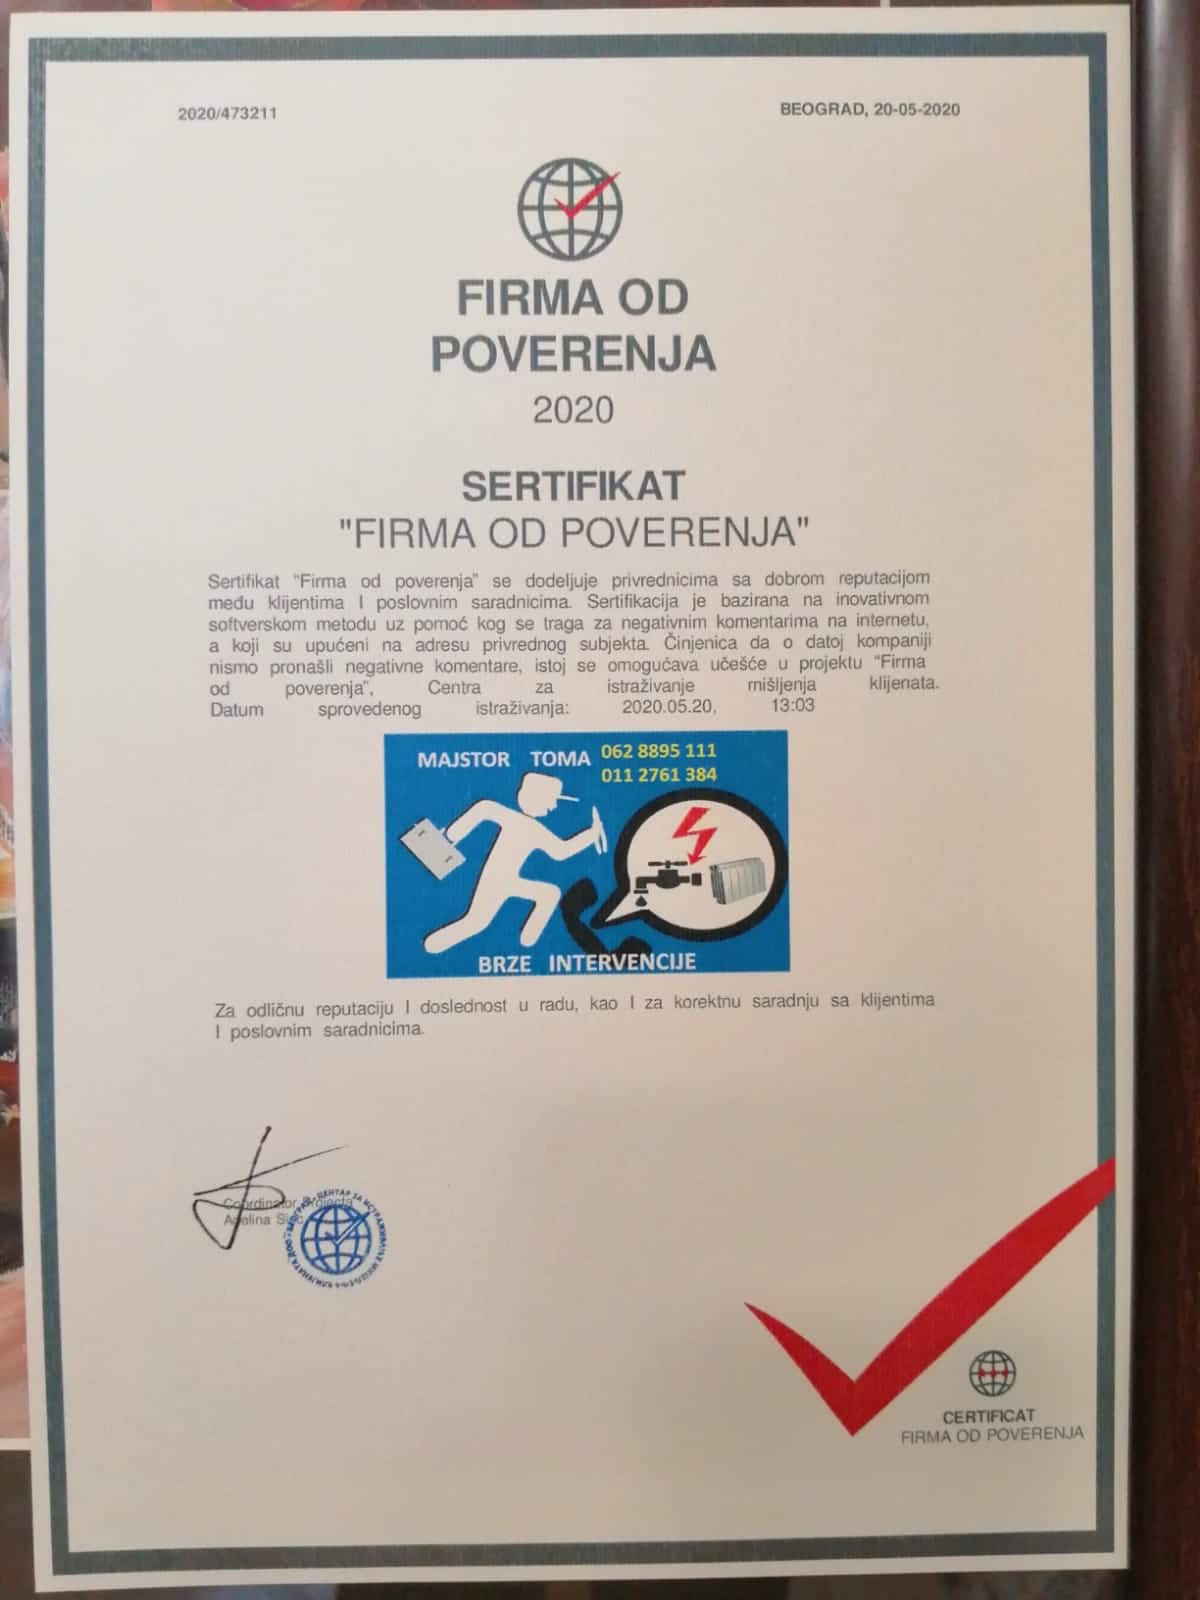 2020/473211
BEOGRAD, 20-05-2020
FIRMA OD
POVERENJA
2020
SERTIFIKAT
"FIRMA OD POVERENJA"
Sertifikat "Firma od poverenja" se dodeljuje privrednicima sa dobrom reputacijom
među klijentima I poslovnim saradnicima. Sertifikacija je bazirana na inovativnom
softverskom metodu uz pomoć kog se traga za negativnim komentarima na internetu,
a koji su upućeni na adresu privrednog subjekta. Činjenica da o datoj kompaniji
nismo pronašli negativne komentare, istoj se omogućava učešće u projektu "Firma
od poverenja", Centra za istraživanje mišljenja klijenata.
Datum sprovedenog istraživanja: 2020.05.20, 13:03
MAJSTOR TOMA 062 8895 111
011 2761 384
BRZE INTERVENCIJE
Za odličnu reputaciju I doslednost u radu, kao I za korektnu saradnju sa klijentima
I poslovnim saradnicima.
Coordinator Projecta
CERTIFICAT
FIRMA OD POVERENJA